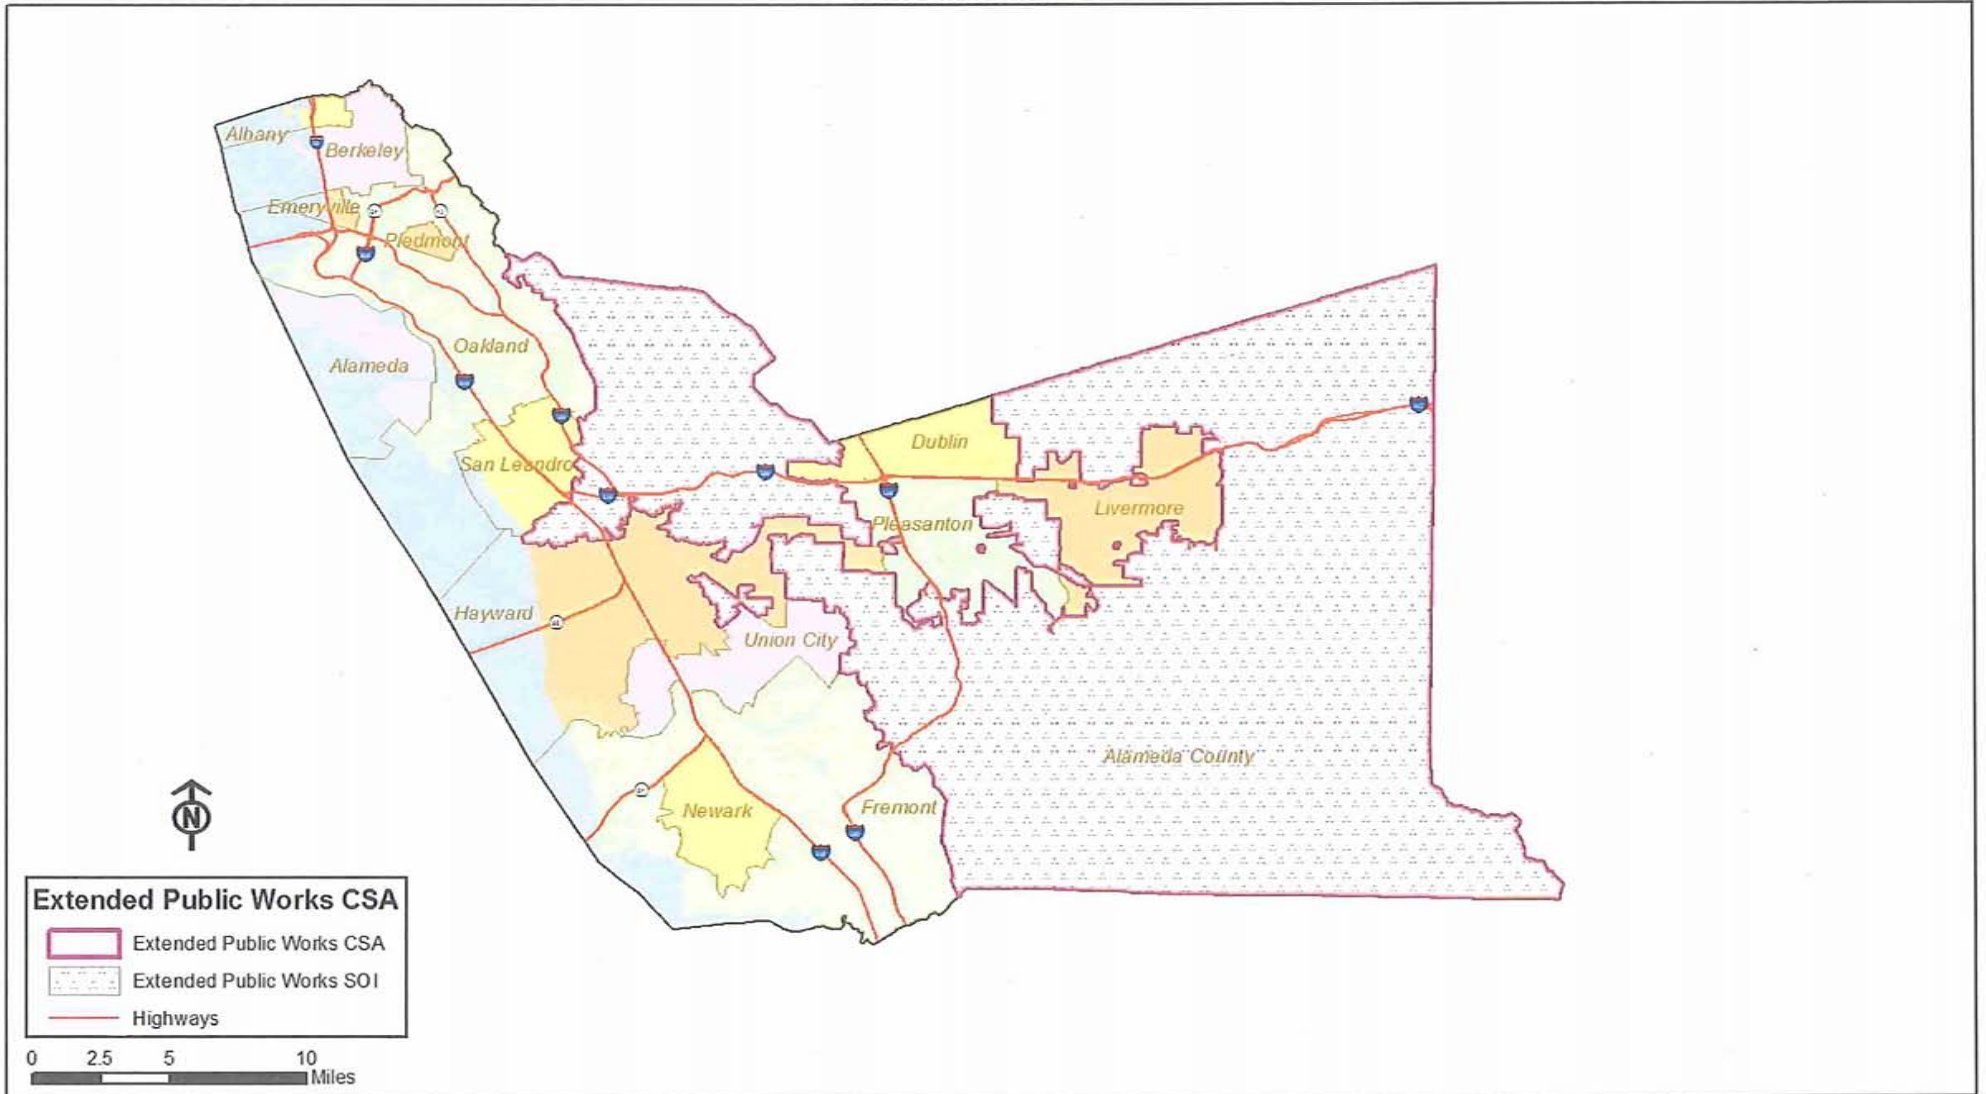 Albany
Berkeley
Emeryville
Piedmont
Oakland
Alameda
San Leandro
Dublin
Pleasanton
Livermore
Hayward
Union City
Alameda County
Newark
Fremont
N
Extended Public Works CSA
Extended Public Works CSA
Extended Public Works SOI
Highways
0 2.5 5 10
Miles